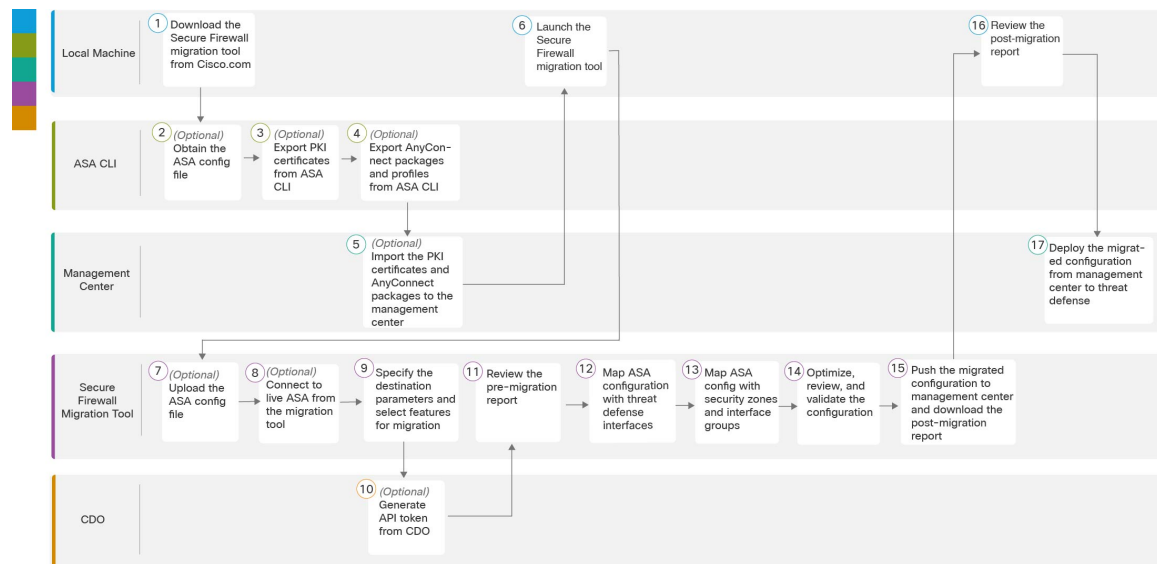 Local Machine
1
Download the
Secure Firewall
migration tool
from Cisco.com
6
Launch the
Secure
Firewall
migration tool
16
Review the
post-migration
report
ASA CLI
2
(Optional)
Obtain the
ASA config
file
3
(Optional)
Export PKI
certificates
from ASA
CLI
4
(Optional)
Export AnyCon-
nect packages
and profiles
from ASA CLI
Management
Center
5
(Optional)
Import the PKI
certificates and
AnyConnect
packages to the
management
center
17
Deploy the migrat-
ed configuration
from management
center to threat
defense
Secure
Firewall
Migration Tool
7
(Optional)
Upload the
ASA config
file
8
(Optional)
Connect to
live ASA from
the migration
tool
9
Specify the
destination
parameters and
select features
for migration
11
Review the
pre-migration
report
12
Map ASA
configuration
with threat
defense
interfaces
13
Map ASA
config with
security zones
and interface
groups
14
Optimize,
review, and
validate the
configuration
15
Push the migrated
configuration to
management center
and download the
post-migration
report
CDO
10
(Optional)
Generate
API token
from CDO